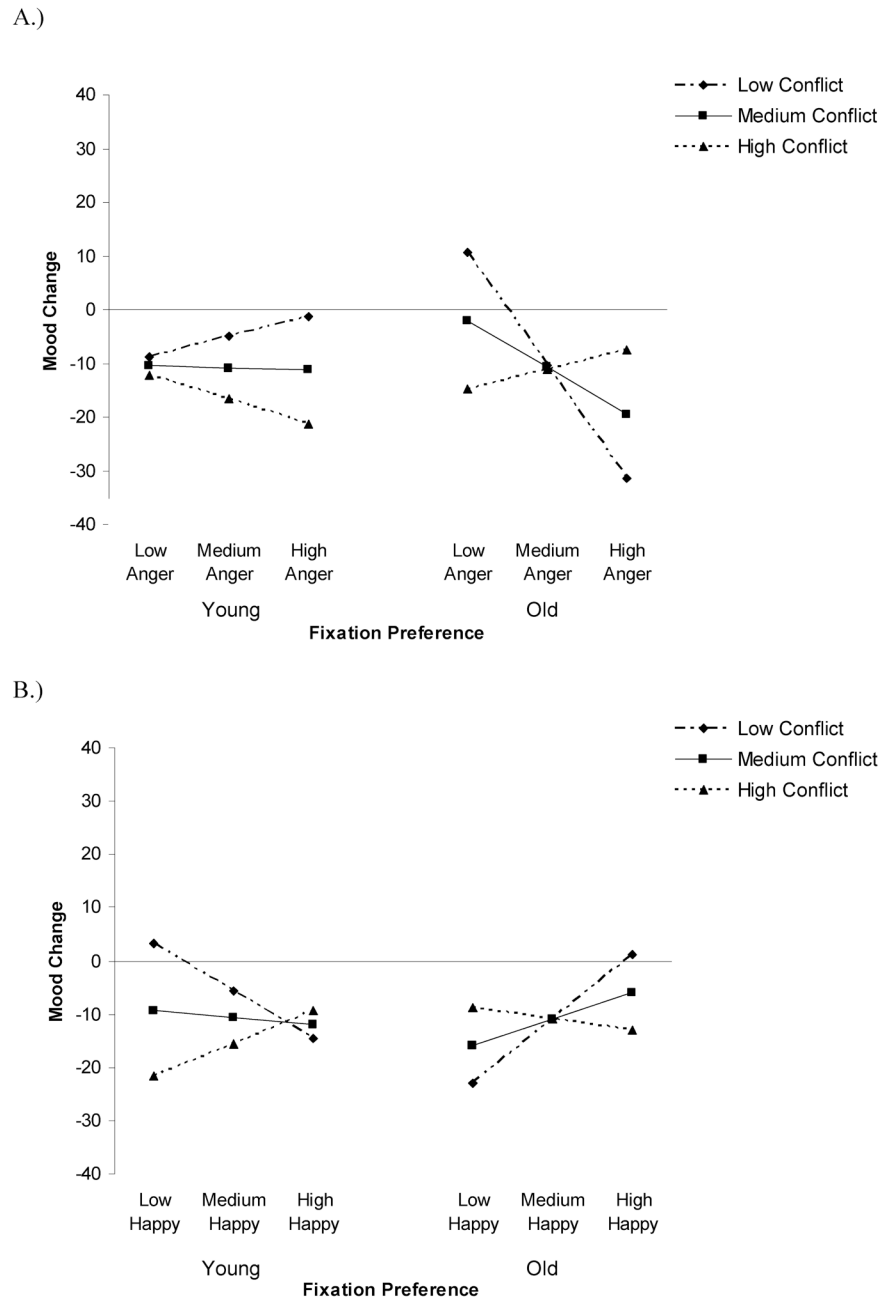 A.)
Low Conflict
Medium Conflict
High Conflict
40
30
20
10
0
-10
-20
-30
-40
Mood Change
Low Anger
Medium Anger
High Anger
Low Anger
Medium Anger
High Anger
Young
Old
Fixation Preference
B.)
Low Conflict
Medium Conflict
High Conflict
40
30
20
10
0
-10
-20
-30
-40
Mood Change
Low Happy
Medium Happy
High Happy
Low Happy
Medium Happy
High Happy
Young
Old
Fixation Preference